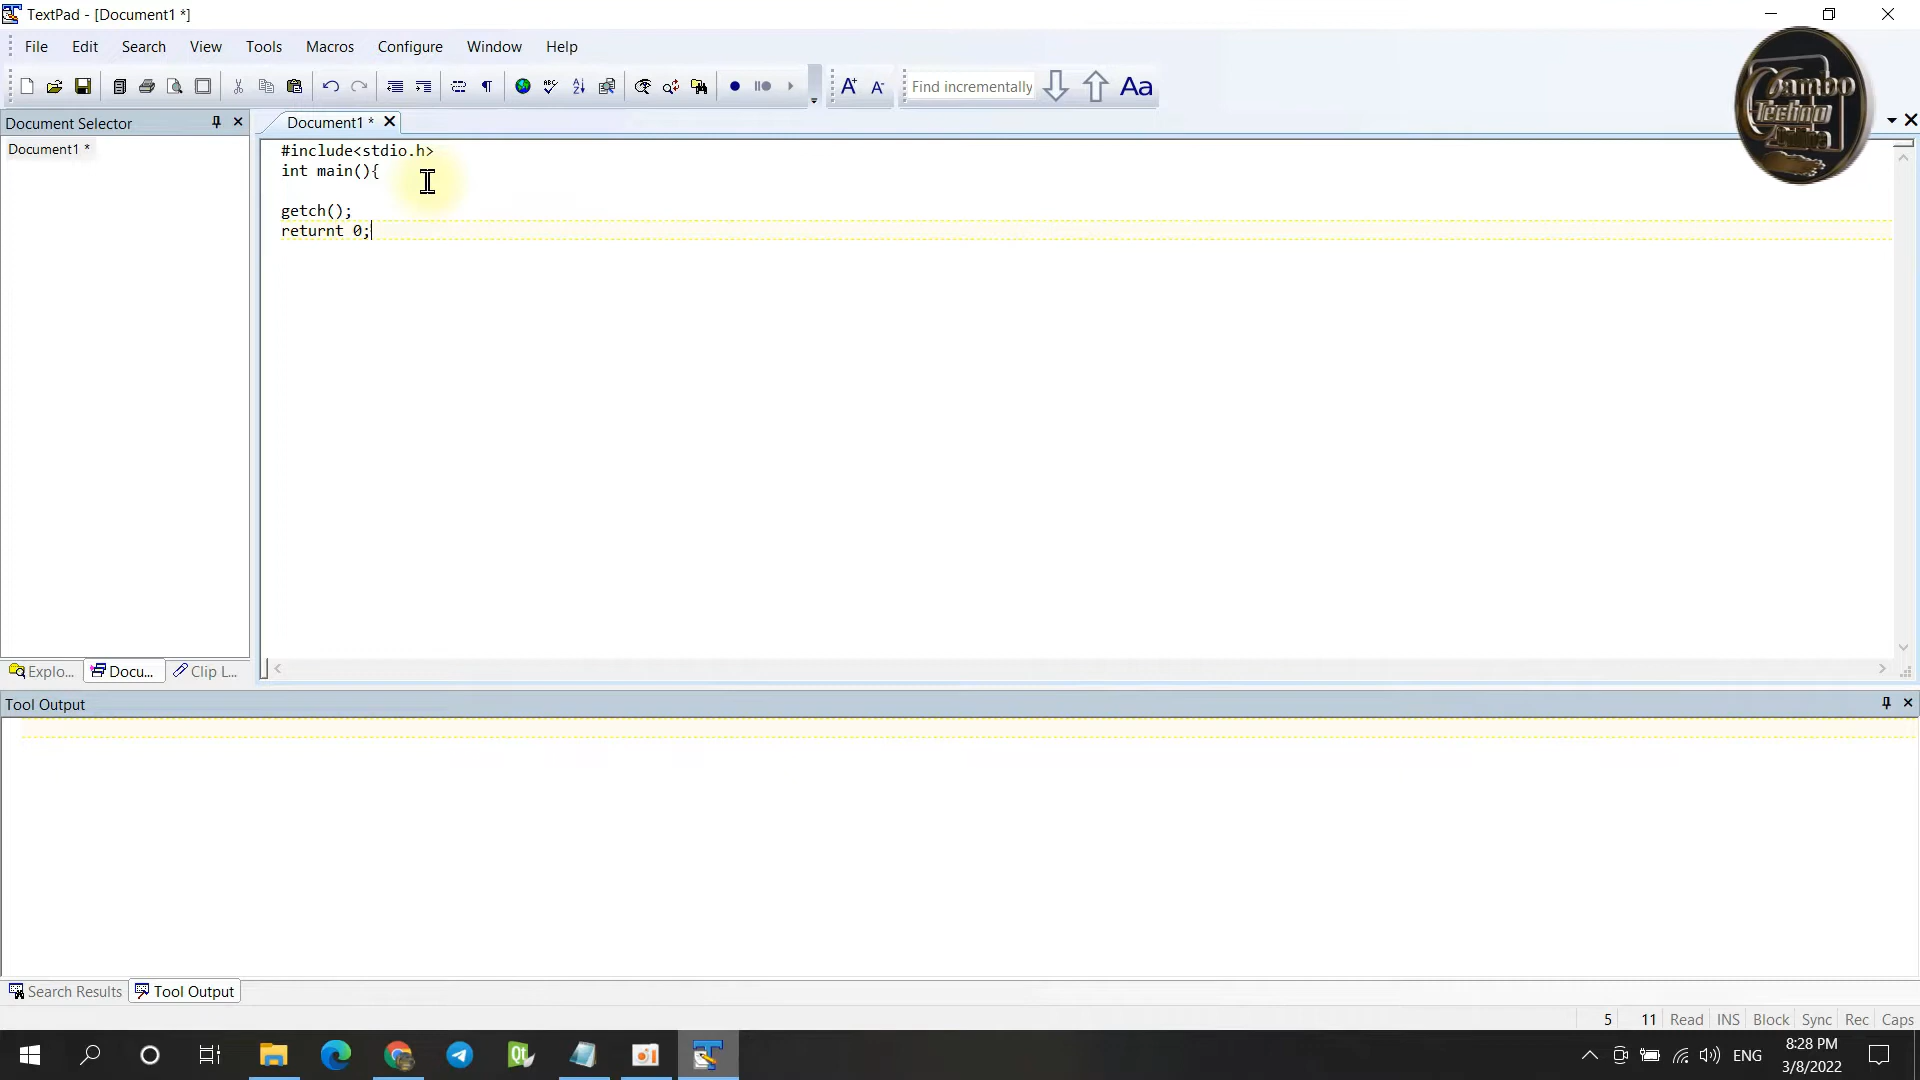 TextPad - [Document1 *]
File Edit Search View Tools Macros Configure Window Help
Find incrementally
Aa
Document Selector
Document1 *
Document1 *
#include<stdio.h>
int main(){
getch();
returnt 0;
Explo... Docu... Clip L...
Tool Output
Search Results Tool Output
5 11 Read INS Block Sync Rec Caps
ENG
8:28 PM
3/8/2022
Cambo
Techno